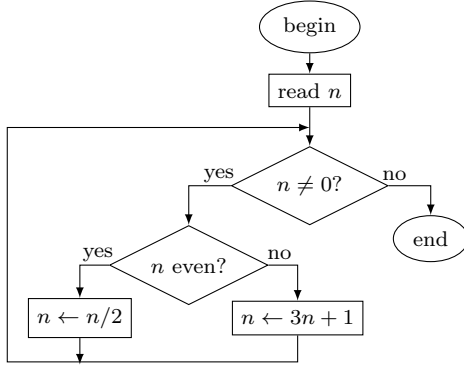 begin
read n
n ≠ 0?
yes
no
end
n even?
yes
no
n ← n/2
n ← 3n + 1